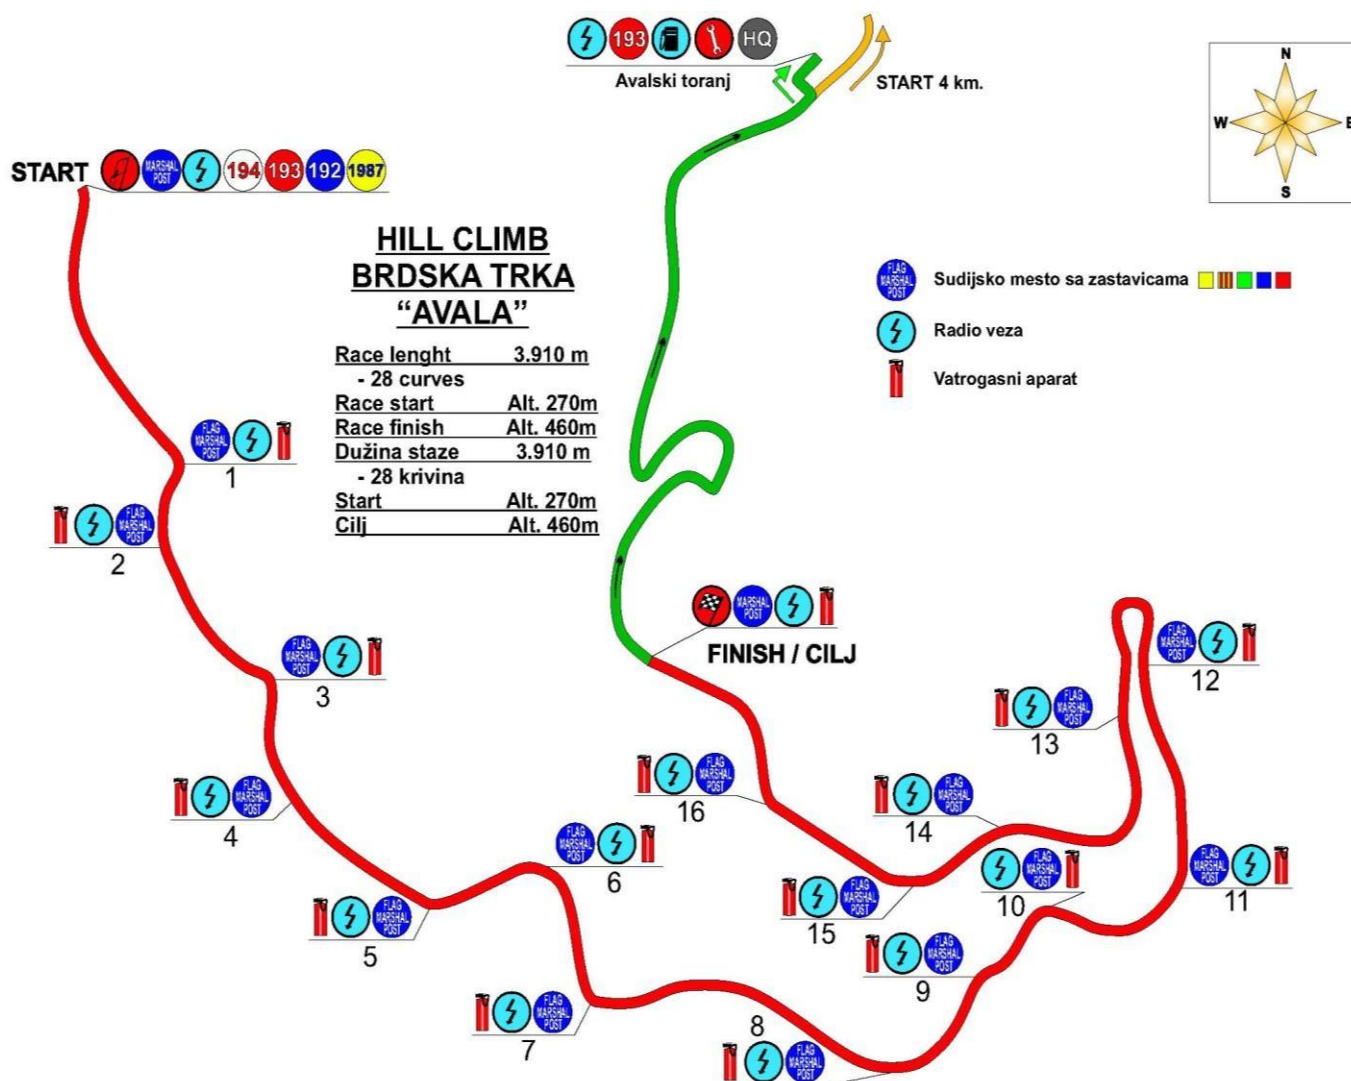 193
HQ
Avalski toranj
START 4 km.
N
W
E
S
START
MARSHAL POST
194
193
192
1987
HILL CLIMB
BRDSKA TRKA
“AVALA”
Race lenght 3.910 m
- 28 curves
Race start Alt. 270m
Race finish Alt. 460m
Dužina staze 3.910 m
- 28 krivina
Start Alt. 270m
Cilj Alt. 460m
FLAG MARSHAL POST
Sudijsko mesto sa zastavicama
Radio veza
Vatrogasni aparat
FLAG MARSHAL POST
1
FLAG MARSHAL POST
2
FLAG MARSHAL POST
3
FLAG MARSHAL POST
4
FLAG MARSHAL POST
5
FLAG MARSHAL POST
6
FLAG MARSHAL POST
7
8
FLAG MARSHAL POST
FLAG MARSHAL POST
9
FLAG MARSHAL POST
10
FLAG MARSHAL POST
11
FLAG MARSHAL POST
12
FLAG MARSHAL POST
13
FLAG MARSHAL POST
14
FLAG MARSHAL POST
15
FLAG MARSHAL POST
16
MARSHAL POST
FINISH / CILJ